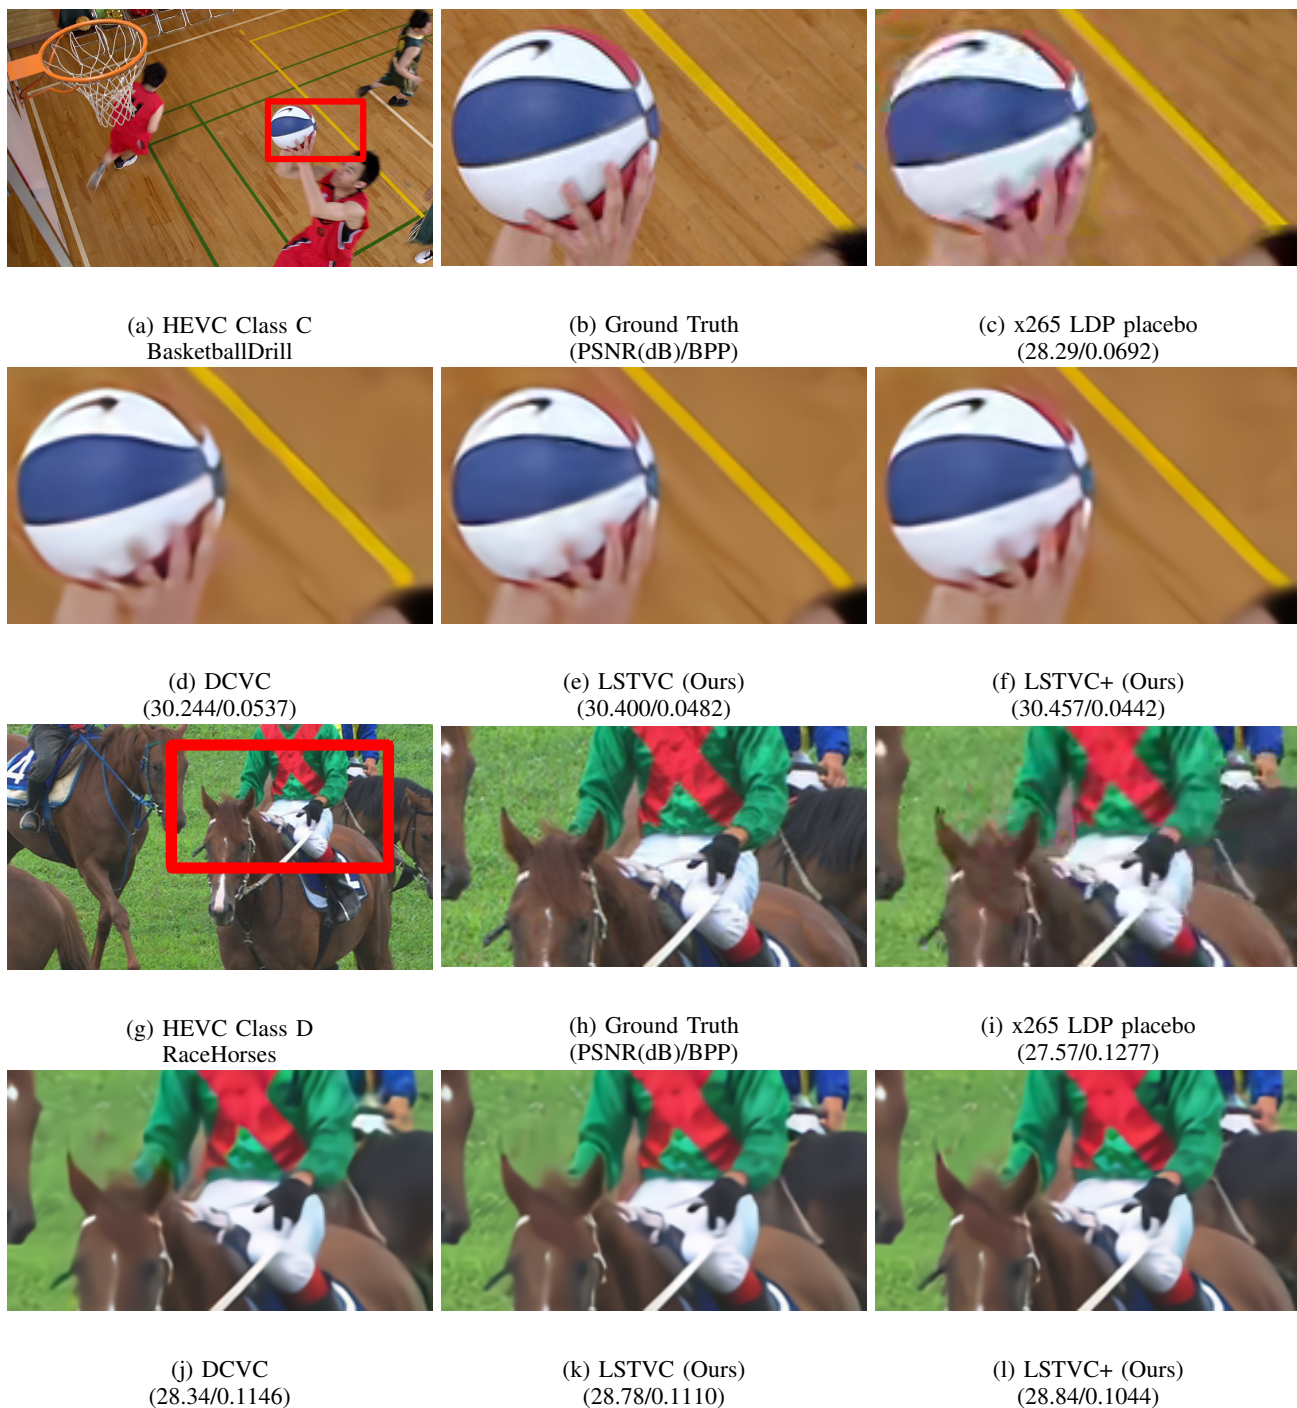 (a) HEVC Class C
BasketballDrill
(b) Ground Truth
(PSNR(dB)/BPP)
(c) x265 LDP placebo
(28.29/0.0692)
(d) DCVC
(30.244/0.0537)
(e) LSTVC (Ours)
(30.400/0.0482)
(f) LSTVC+ (Ours)
(30.457/0.0442)
4
(g) HEVC Class D
RaceHorses
(h) Ground Truth
(PSNR(dB)/BPP)
(i) x265 LDP placebo
(27.57/0.1277)
(j) DCVC
(28.34/0.1146)
(k) LSTVC (Ours)
(28.78/0.1110)
(l) LSTVC+ (Ours)
(28.84/0.1044)